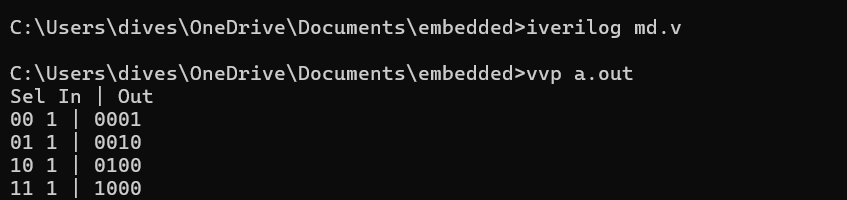 C:\Users\dives\OneDrive\Documents\embedded>iverilog md.v
C:\Users\dives\OneDrive\Documents\embedded>vvp a.out
Sel In | Out
00 1 | 0001
01 1 | 0010
10 1 | 0100
11 1 | 1000